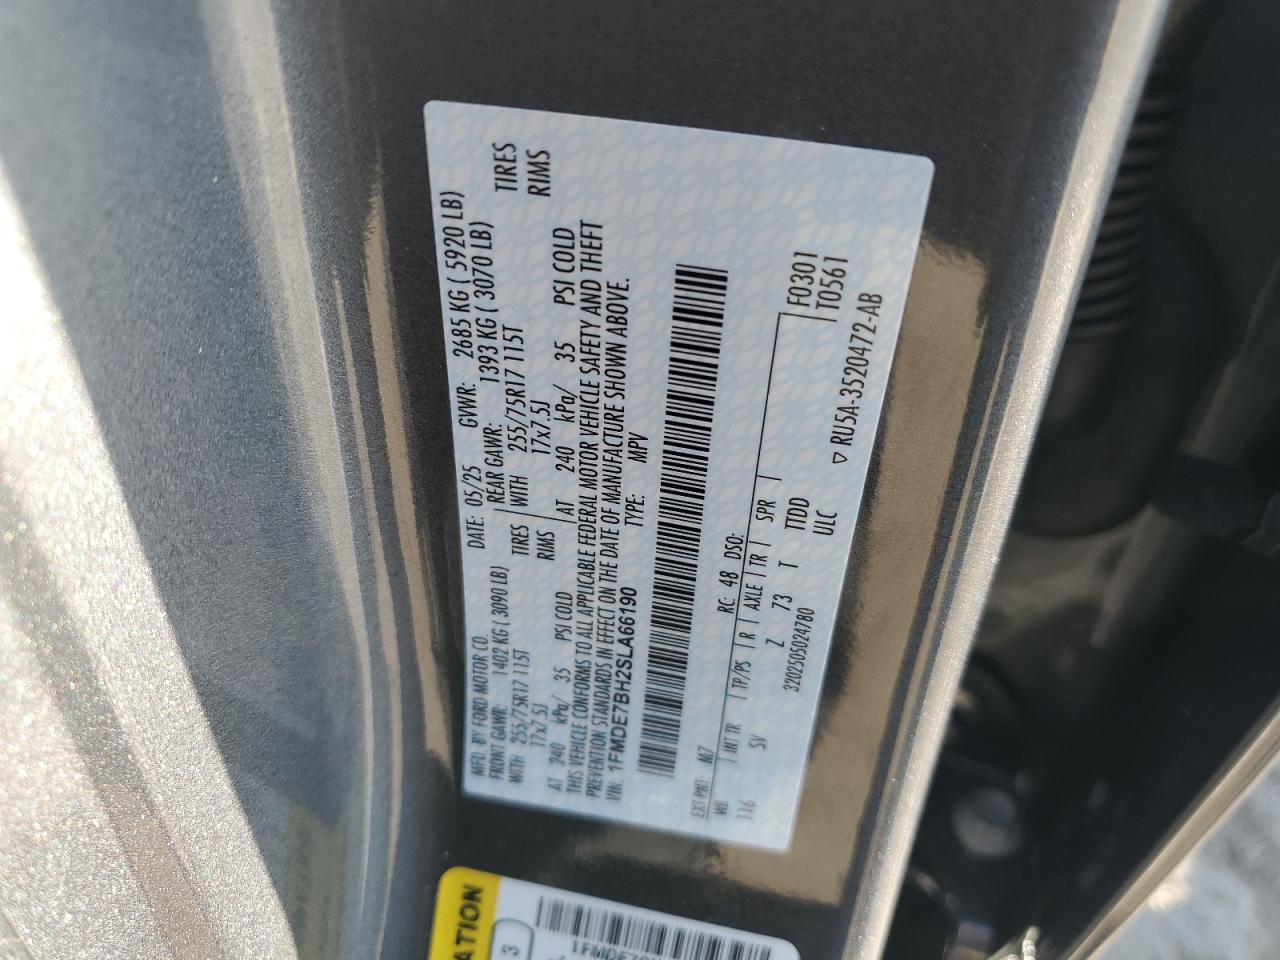 MFD BY FORD MOTOR CO.
DATE: 05/25 GVWR: 2685 KG ( 5920 LB)
FRONT GAWR: 1402 KG ( 3090 LB) REAR GAWR: 1393 KG ( 3070 LB)
WITH 255/75R17 115T TIRES WITH 255/75R17 115T TIRES
17x7.5J RIMS 17x7.5J RIMS
AT 240 kPa/ 35 PSI COLD AT 240 kPa/ 35 PSI COLD
THIS VEHICLE CONFORMS TO ALL APPLICABLE FEDERAL MOTOR VEHICLE SAFETY AND THEFT
PREVENTION STANDARDS IN EFFECT ON THE DATE OF MANUFACTURE SHOWN ABOVE.
VIN: 1FMDE7BH2SLA66190 TYPE: MPV
EXT PNT: M7 RC: 48 DSO:
WB INT TR TP/PS R AXLE TR SPR F0301
116 SV Z 73 T TTDD T0561
3202505024780 ULC
▽ RU5A-3520472-AB
ATION
3